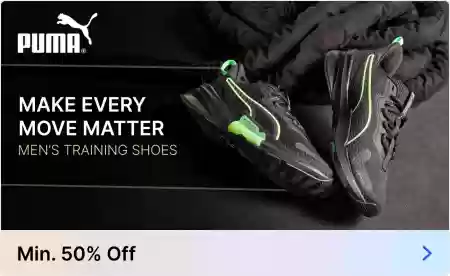 PUMA®
MAKE EVERY
MOVE MATTER
MEN'S TRAINING SHOES
Min. 50% Off